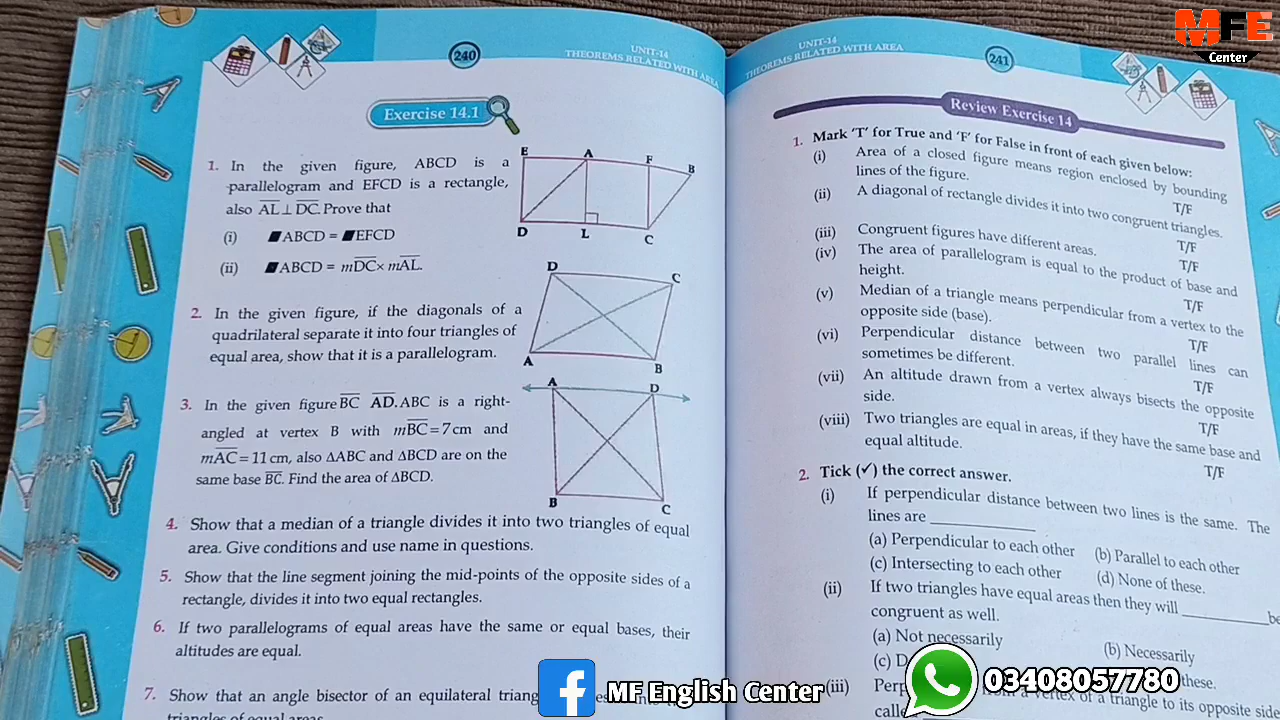 MFE
Center
240
UNIT-14
THEOREMS RELATED WITH AREA
Exercise 14.1
1. In the given figure, ABCD is a
parallelogram and EFCD is a rectangle,
also AL ⊥ DC. Prove that
(i) ▰ABCD = ▰EFCD
(ii) ▰ABCD = mDC × mAL.
E A F B
D L C
2. In the given figure, if the diagonals of a
quadrilateral separate it into four triangles of
equal area, show that it is a parallelogram.
D C
A B
3. In the given figure BC AD. ABC is a right-
angled at vertex B with mBC = 7 cm and
mAC = 11 cm, also ΔABC and ΔBCD are on the
same base BC. Find the area of ΔBCD.
A D
B C
4. Show that a median of a triangle divides it into two triangles of equal
area. Give conditions and use name in questions.
5. Show that the line segment joining the mid-points of the opposite sides of a
rectangle, divides it into two equal rectangles.
6. If two parallelograms of equal areas have the same or equal bases, their
altitudes are equal.
7. Show that an angle bisector of an equilateral
triangles of equal areas.
UNIT-14
THEOREMS RELATED WITH AREA
241
Review Exercise 14
1. Mark 'T' for True and 'F' for False in front of each given below:
(i) Area of a closed figure means region enclosed by bounding
lines of the figure. T/F
(ii) A diagonal of rectangle divides it into two congruent triangles.
T/F
(iii) Congruent figures have different areas. T/F
(iv) The area of parallelogram is equal to the product of base and
height. T/F
(v) Median of a triangle means perpendicular from a vertex to the
opposite side (base). T/F
(vi) Perpendicular distance between two parallel lines can
sometimes be different. T/F
(vii) An altitude drawn from a vertex always bisects the opposite
side. T/F
(viii) Two triangles are equal in areas, if they have the same base and
equal altitude. T/F
2. Tick (✓) the correct answer.
(i) If perpendicular distance between two lines is the same. The
lines are ____________
(a) Perpendicular to each other (b) Parallel to each other
(c) Intersecting to each other (d) None of these.
(ii) If two triangles have equal areas then they will ____________ be
congruent as well.
(a) Not necessarily (b) Necessarily
(c) these.
(iii) from a vertex of a triangle to its opposite side
MF English Center
03408057780